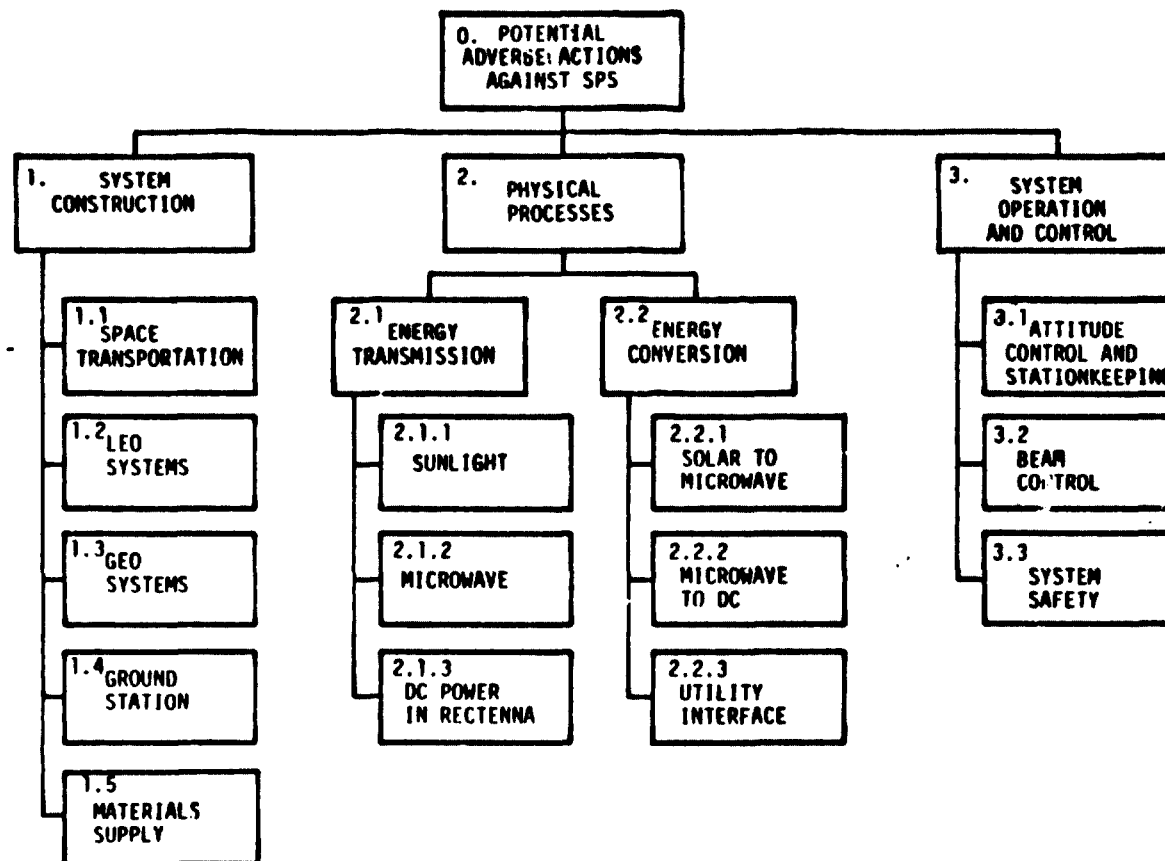 0. POTENTIAL
ADVERSE ACTIONS
AGAINST SPS
1. SYSTEM
CONSTRUCTION
2.
PHYSICAL
PROCESSES
3.
SYSTEM
OPERATION
AND CONTROL
1.1
SPACE
TRANSPORTATION
1.2
LEO
SYSTEMS
1.3
GEO
SYSTEMS
1.4
GROUND
STATION
1.5
MATERIALS
SUPPLY
2.1
ENERGY
TRANSMISSION
2.1.1
SUNLIGHT
2.1.2
MICROWAVE
2.1.3
DC POWER
IN RECTENNA
2.2
ENERGY
CONVERSION
2.2.1
SOLAR TO
MICROWAVE
2.2.2
MICROWAVE
TO DC
2.2.3
UTILITY
INTERFACE
3.1
ATTITUDE
CONTROL AND
STATIONKEEPING
3.2
BEAM
CONTROL
3.3
SYSTEM
SAFETY